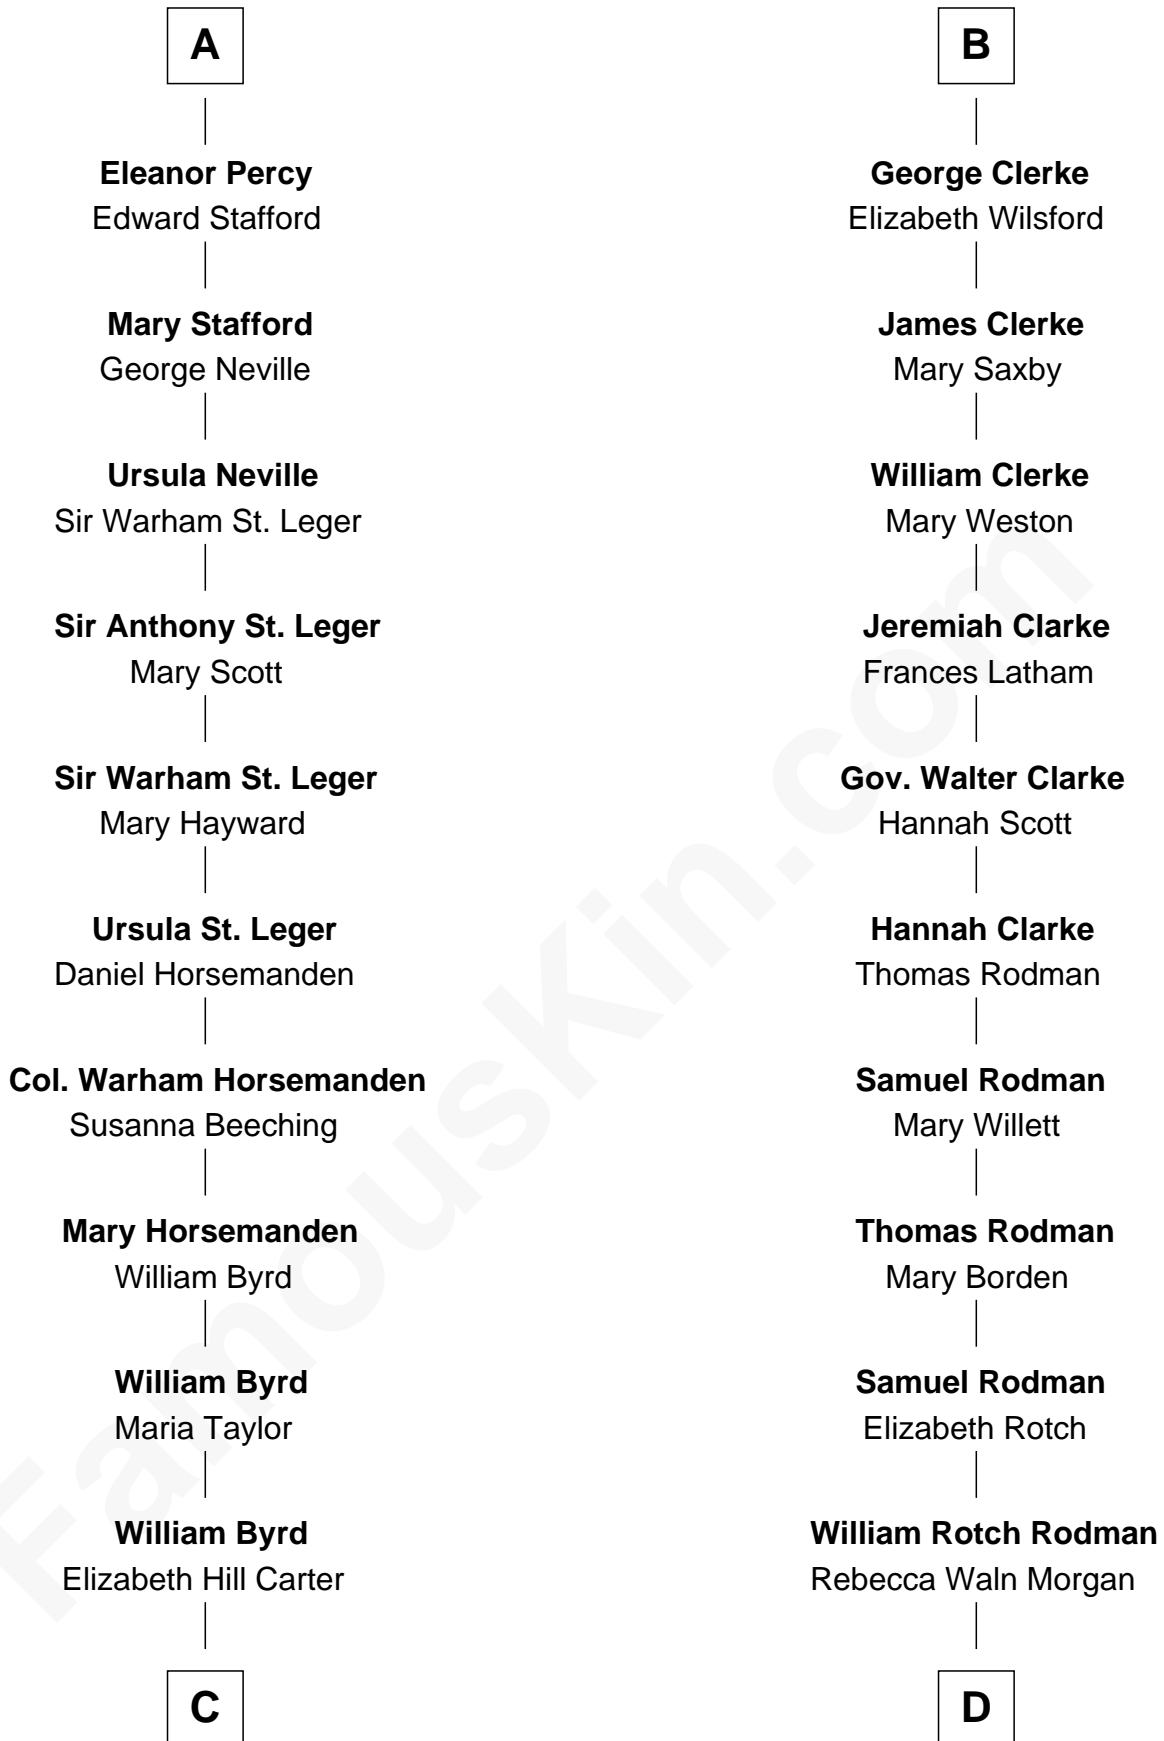 A
Eleanor Percy
Edward Stafford
Mary Stafford
George Neville
Ursula Neville
Sir Warham St. Leger
Sir Anthony St. Leger
Mary Scott
Sir Warham St. Leger
Mary Hayward
Ursula St. Leger
Daniel Horsemanden
Col. Warham Horsemanden
Susanna Beeching
Mary Horsemanden
William Byrd
William Byrd
Maria Taylor
William Byrd
Elizabeth Hill Carter
C
B
George Clerke
Elizabeth Wilsford
James Clerke
Mary Saxby
William Clerke
Mary Weston
Jeremiah Clarke
Frances Latham
Gov. Walter Clarke
Hannah Scott
Hannah Clarke
Thomas Rodman
Samuel Rodman
Mary Willett
Thomas Rodman
Mary Borden
Samuel Rodman
Elizabeth Rotch
William Rotch Rodman
Rebecca Waln Morgan
D
FamousKin.com